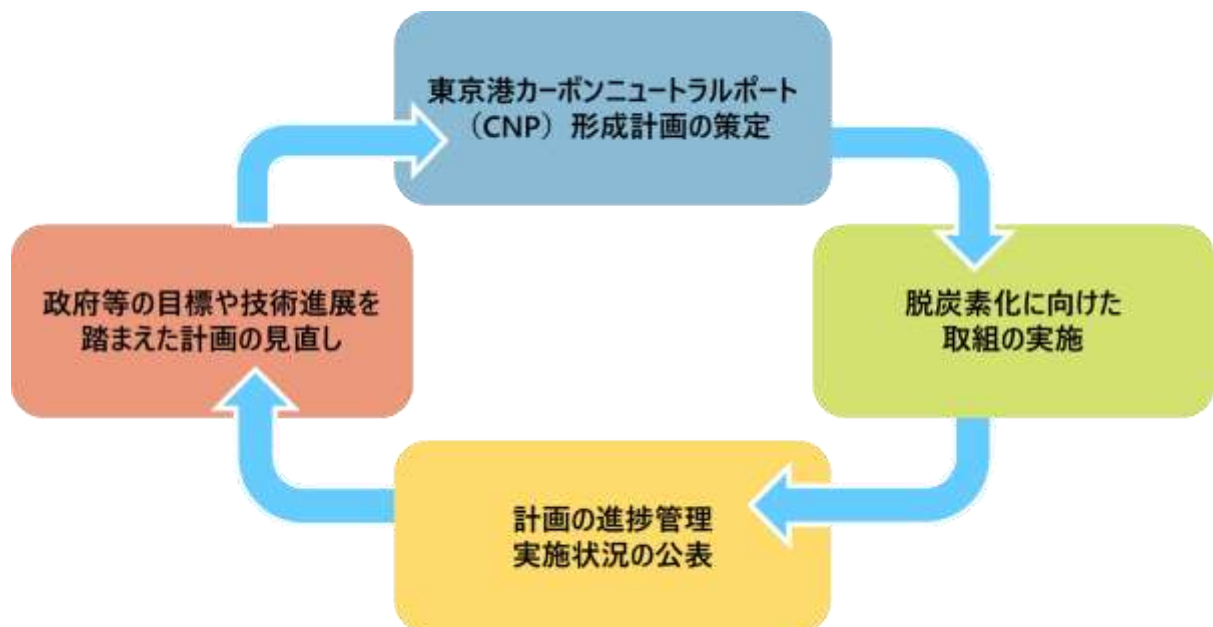 東京港カーボンニュートラルポート
（CNP）形成計画の策定
脱炭素化に向けた
取組の実施
計画の進捗管理
実施状況の公表
政府等の目標や技術進展を
踏まえた計画の見直し